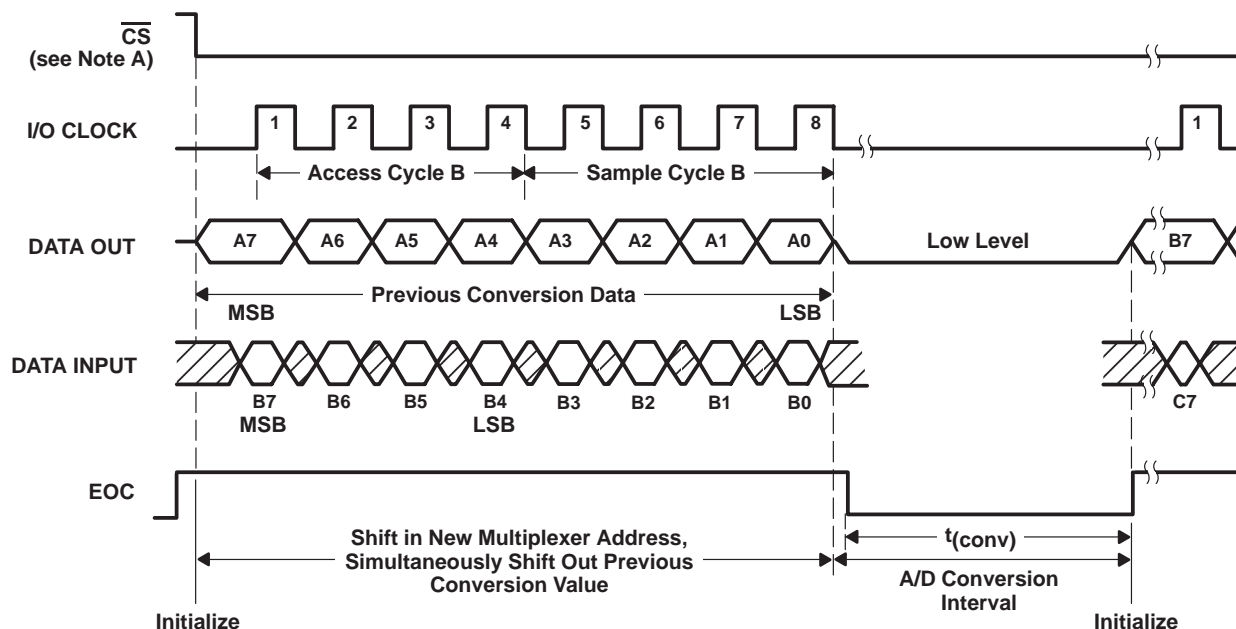 CS
(see Note A)
I/O CLOCK
1 2 3 4 5 6 7 8 1
Access Cycle B Sample Cycle B
DATA OUT
A7 A6 A5 A4 A3 A2 A1 A0 Low Level B7
Previous Conversion Data
MSB LSB
DATA INPUT
B7 B6 B5 B4 B3 B2 B1 B0 C7
MSB LSB
EOC
Shift in New Multiplexer Address,
Simultaneously Shift Out Previous
Conversion Value
t(conv)
A/D Conversion
Interval
Initialize Initialize